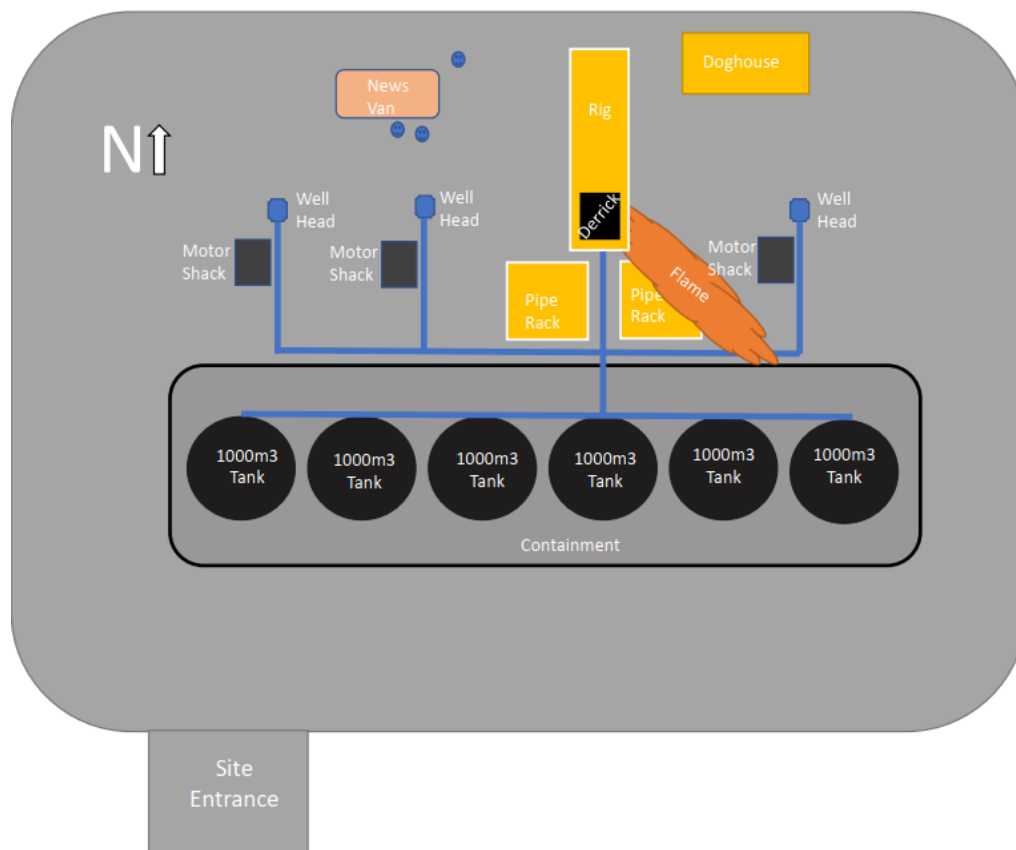 News
Van
Doghouse
Rig
N
Well
Head
Well
Head
Derrick
Well
Head
Motor
Shack
Motor
Shack
Motor
Shack
Flame
Pipe
Rack
Pipe
Rack
1000m3
Tank
1000m3
Tank
1000m3
Tank
1000m3
Tank
1000m3
Tank
1000m3
Tank
Containment
Site
Entrance